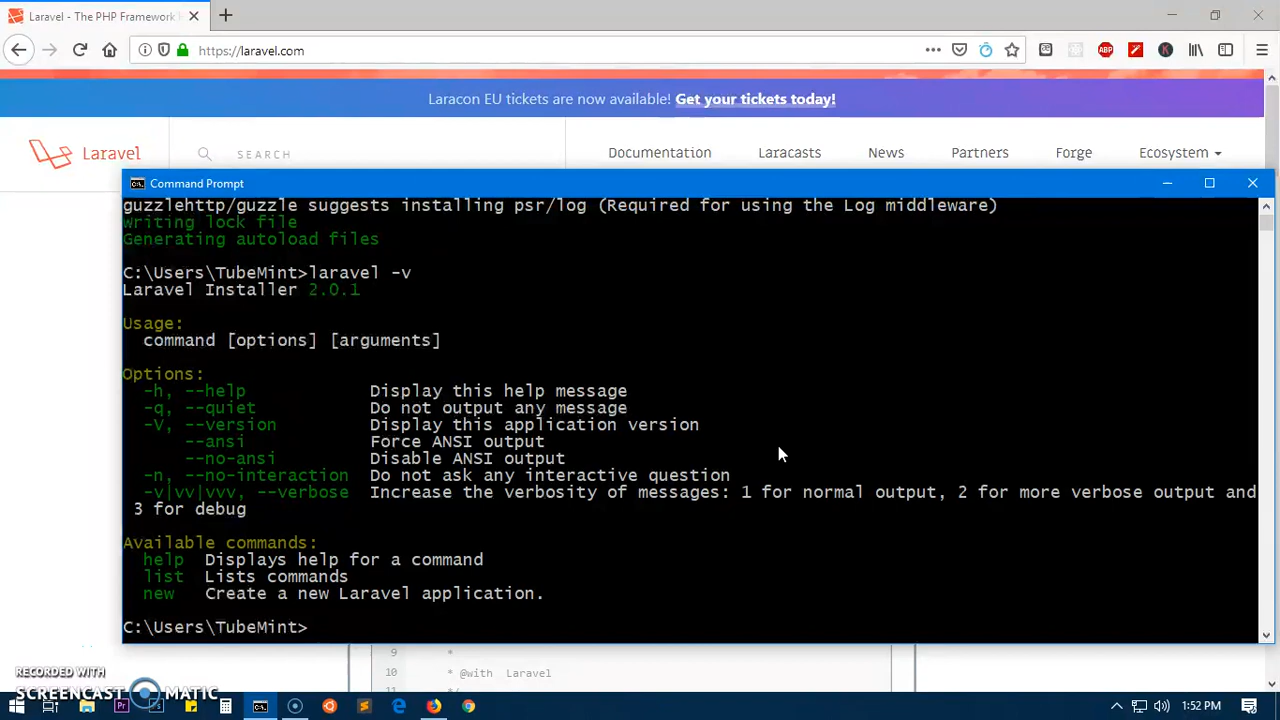 Laravel - The PHP Framework
https://laravel.com
ABP
Laracon EU tickets are now available! Get your tickets today!
Laravel
SEARCH
Documentation
Laracasts
News
Partners
Forge
Ecosystem
Command Prompt
guzzlehttp/guzzle suggests installing psr/log (Required for using the Log middleware)
Writing lock file
Generating autoload files
C:\Users\TubeMint>laravel -v
Laravel Installer 2.0.1
Usage:
command [options] [arguments]
Options:
-h, --help Display this help message
-q, --quiet Do not output any message
-V, --version Display this application version
--ansi Force ANSI output
--no-ansi Disable ANSI output
-n, --no-interaction Do not ask any interactive question
-v|vv|vvv, --verbose Increase the verbosity of messages: 1 for normal output, 2 for more verbose output and
3 for debug
Available commands:
help Displays help for a command
list Lists commands
new Create a new Laravel application.
C:\Users\TubeMint>
9 *
10 * @with Laravel
11 */
RECORDED WITH
SCREENCAST MATIC
Pr
1:52 PM